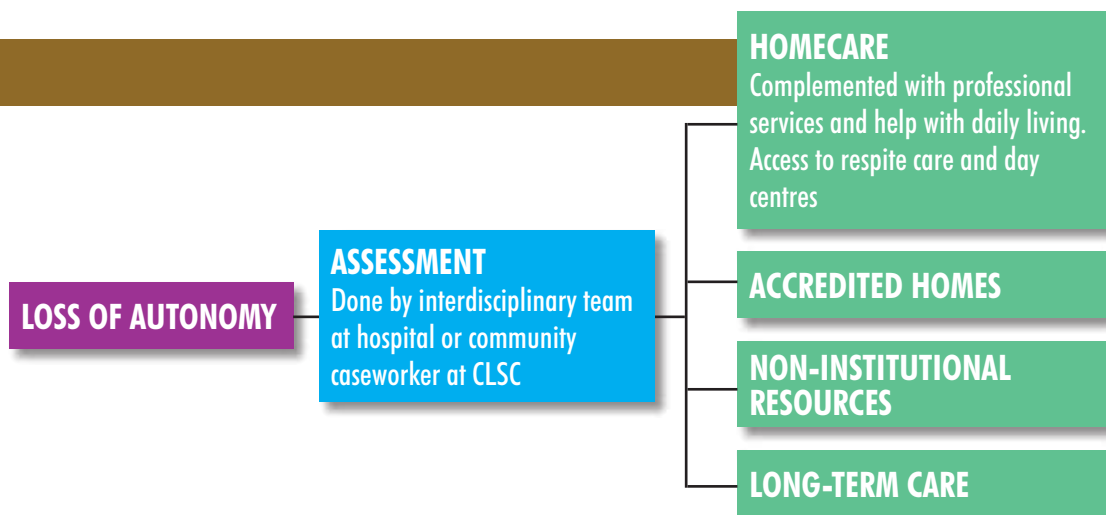 LOSS OF AUTONOMY
ASSESSMENT
Done by interdisciplinary team
at hospital or community
caseworker at CLSC
HOMECARE
Complemented with professional
services and help with daily living.
Access to respite care and day
centres
ACCREDITED HOMES
NON-INSTITUTIONAL
RESOURCES
LONG-TERM CARE